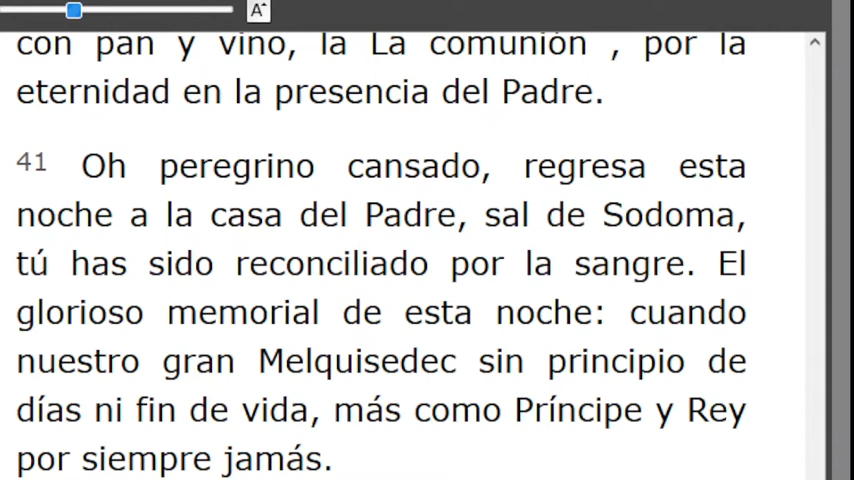 A
con pan y vino, la La comunión , por la
eternidad en la presencia del Padre.
41 Oh peregrino cansado, regresa esta
noche a la casa del Padre, sal de Sodoma,
tú has sido reconciliado por la sangre. El
glorioso memorial de esta noche: cuando
nuestro gran Melquisedec sin principio de
días ni fin de vida, más como Príncipe y Rey
por siempre jamás.